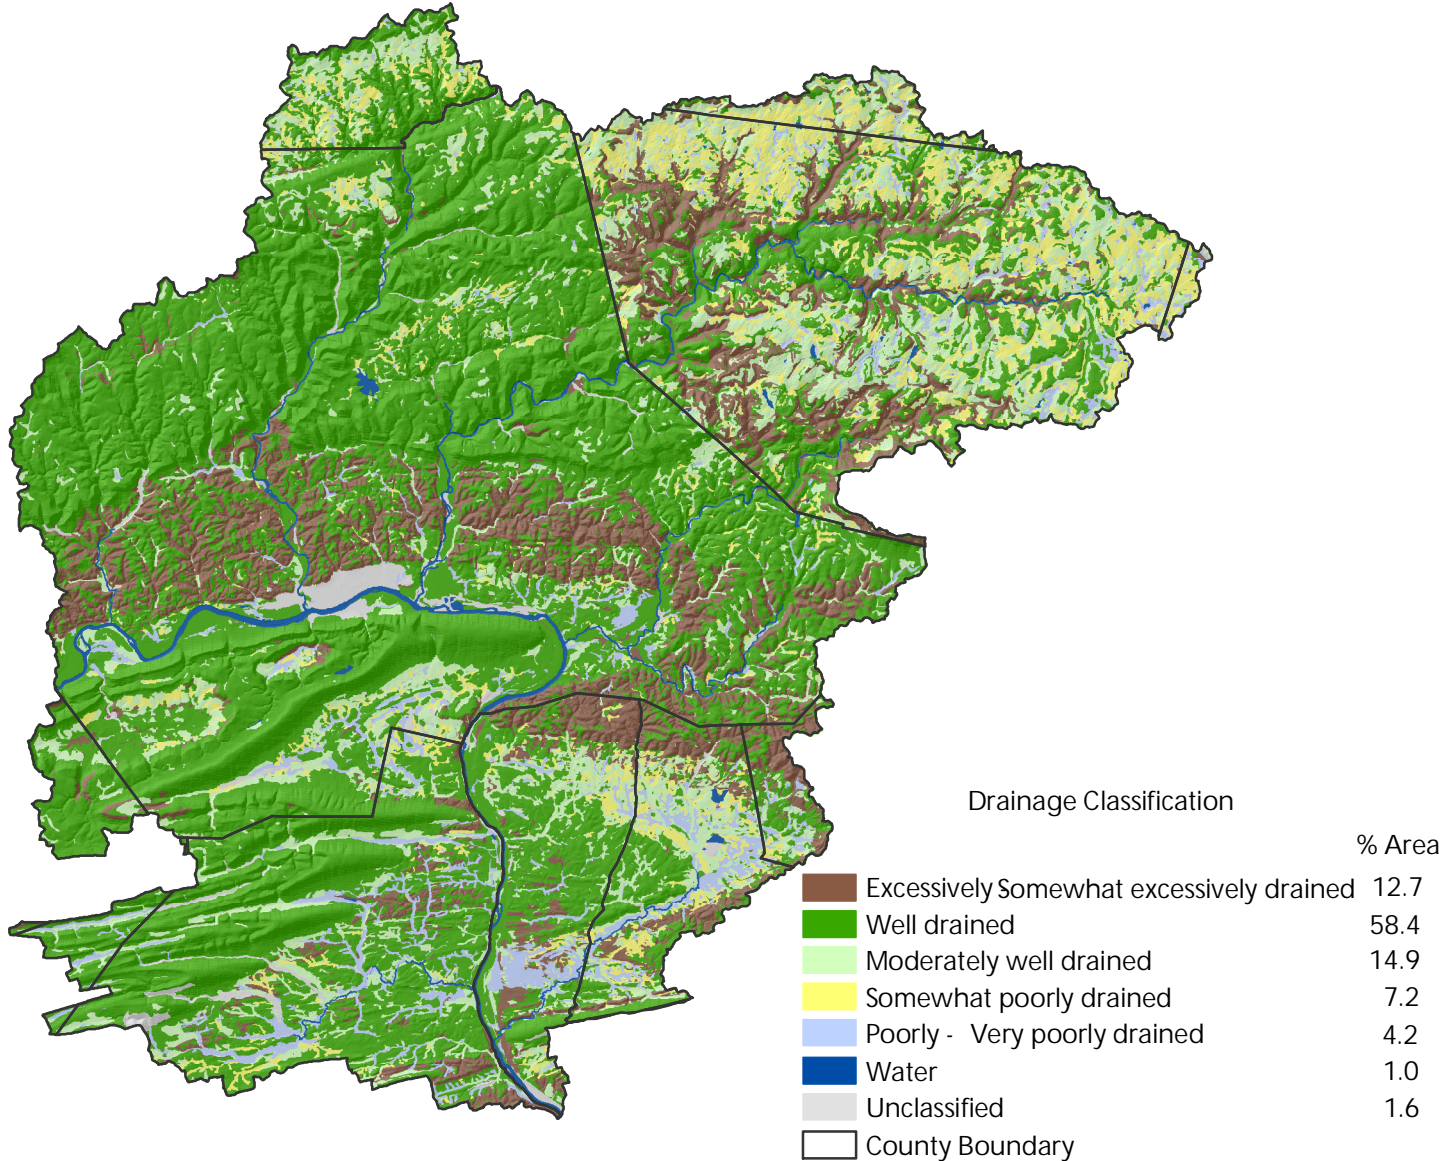 Drainage Classification
% Area
Excessively Somewhat excessively drained 12.7
Well drained 58.4
Moderately well drained 14.9
Somewhat poorly drained 7.2
Poorly - Very poorly drained 4.2
Water 1.0
Unclassified 1.6
County Boundary